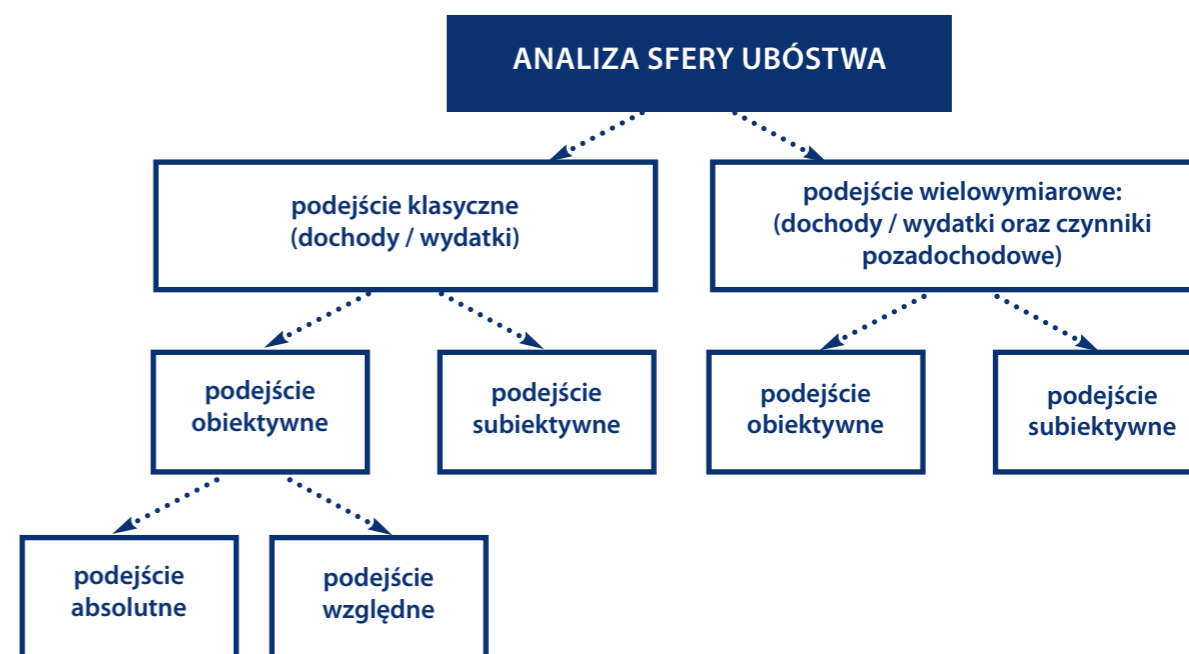 ANALIZA SFERY UBÓSTWA
podejście klasyczne
(dochody / wydatki)
podejście wielowymiarowe:
(dochody / wydatki oraz czynniki
pozadochodowe)
podejście
obiektywne
podejście
subiektywne
podejście
obiektywne
podejście
subiektywne
podejście
absolutne
podejście
względne